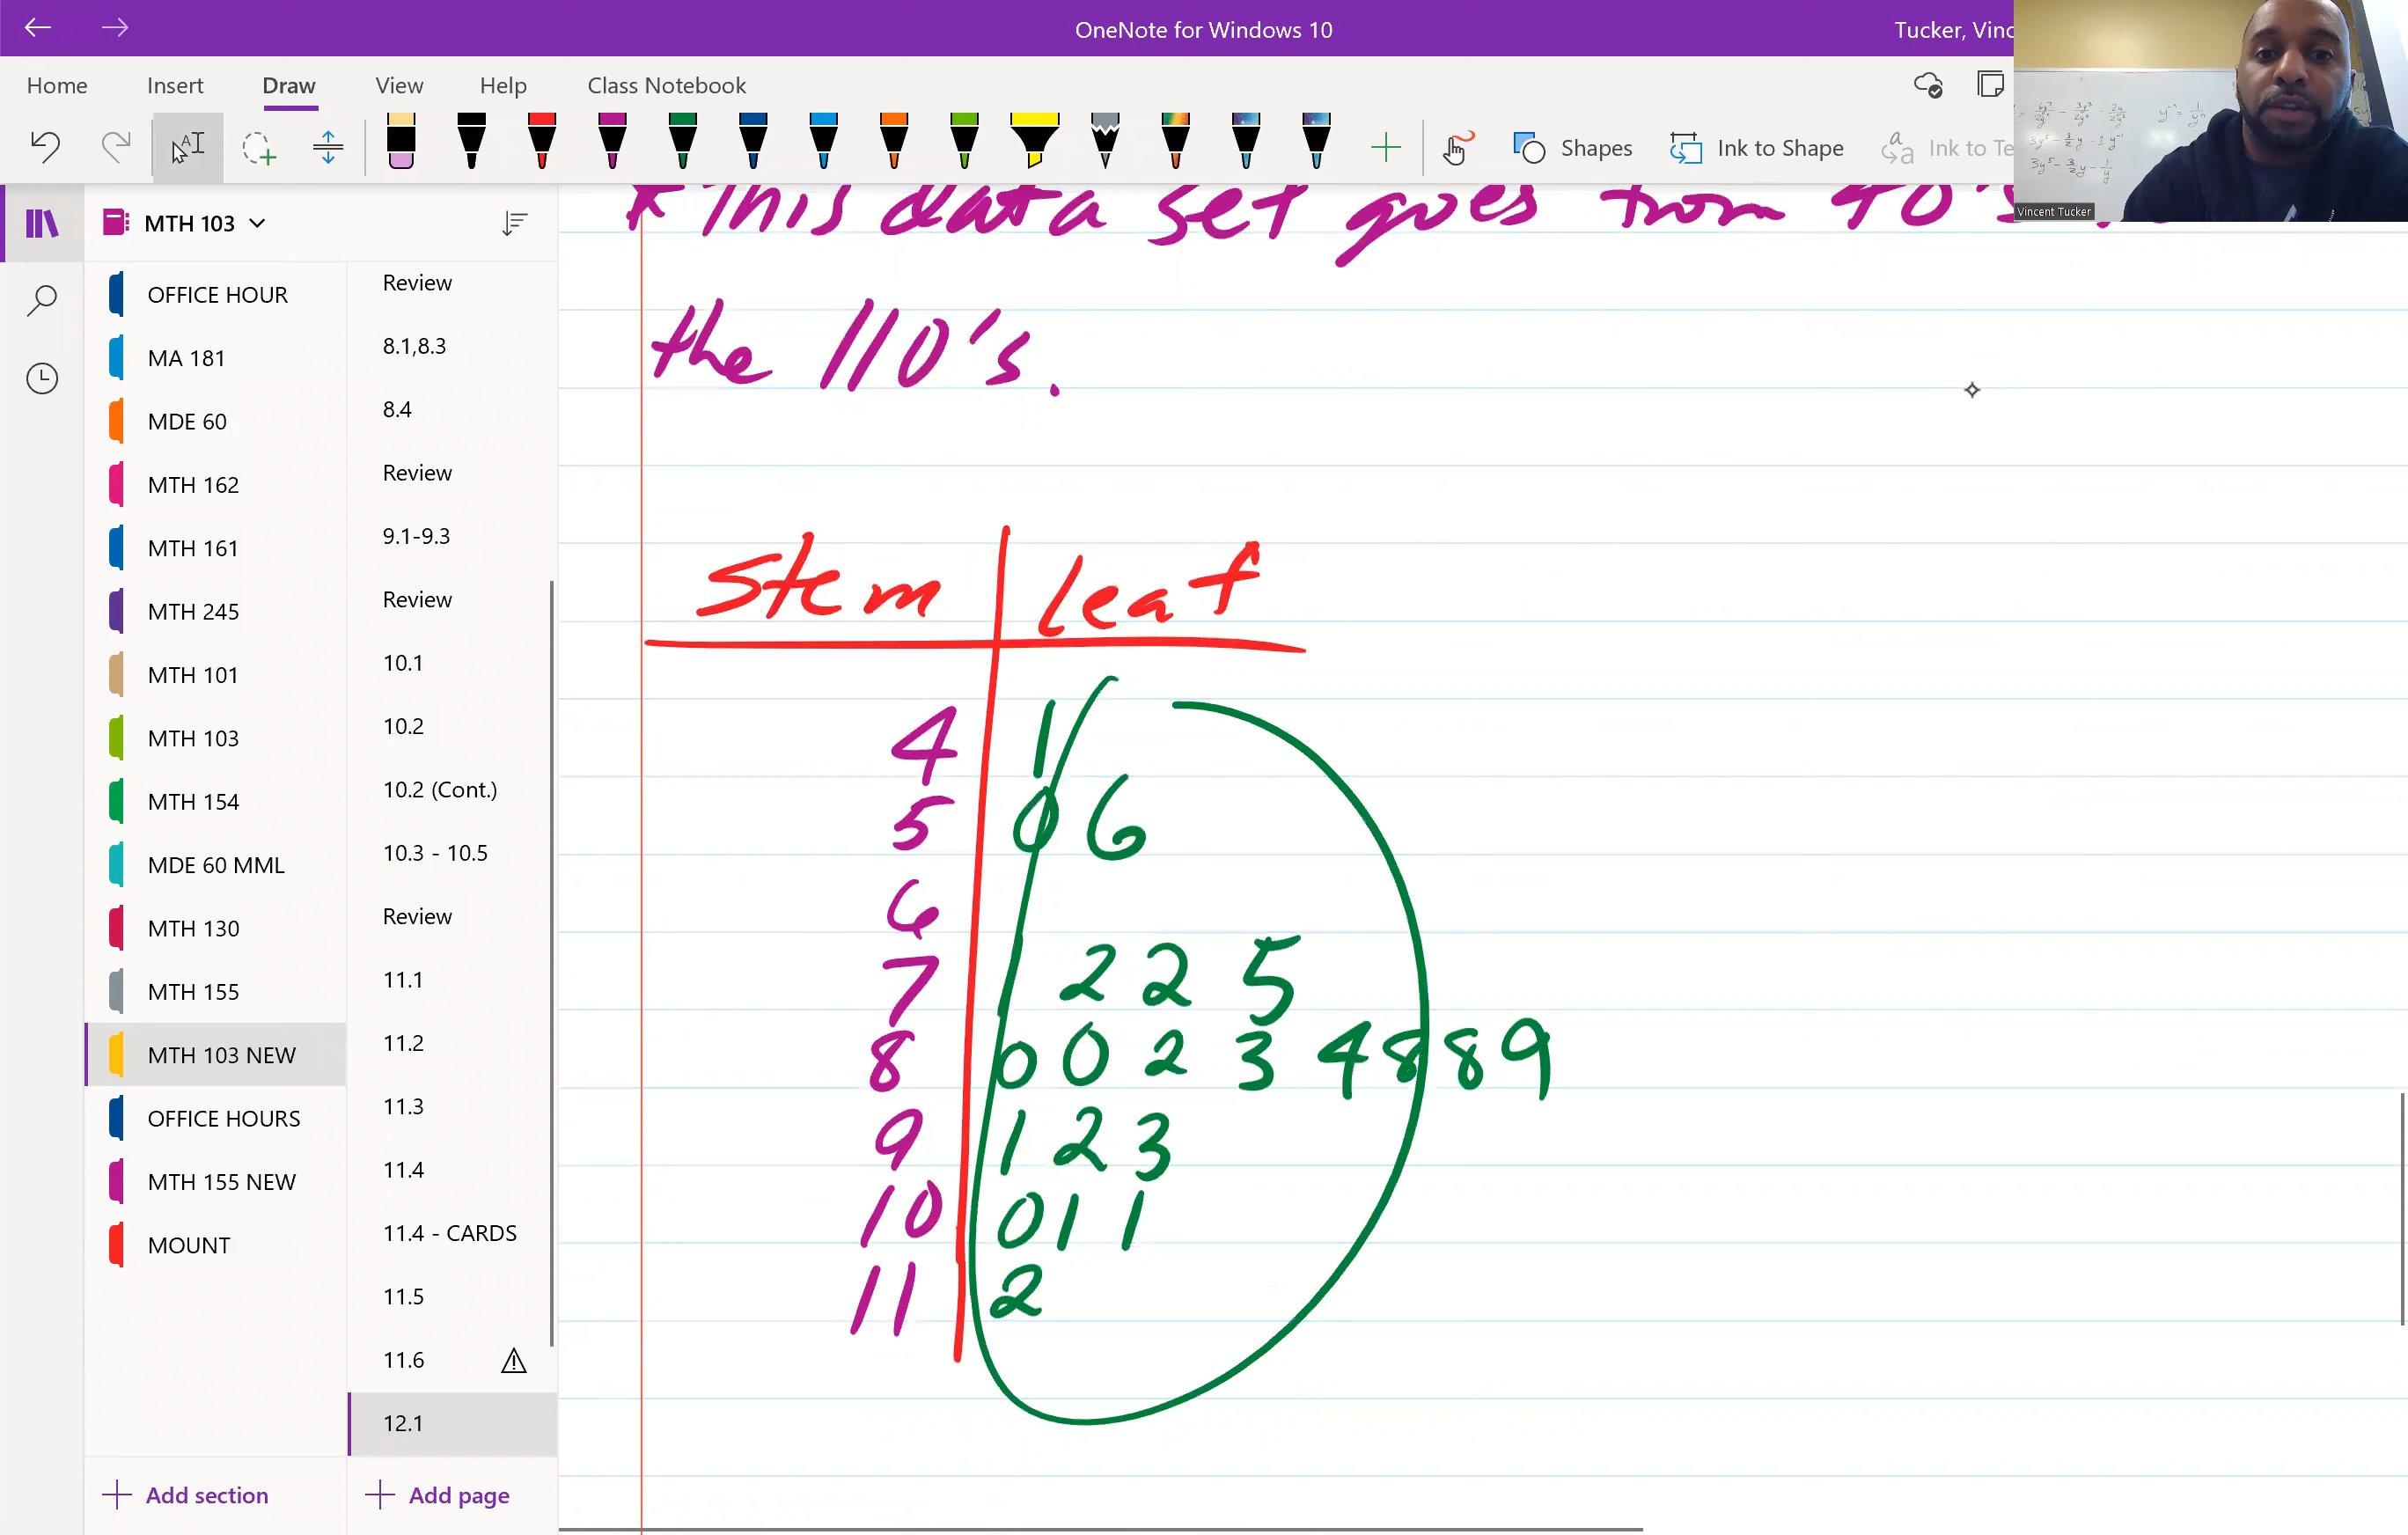 OneNote for Windows 10
Tucker, Vinc
Home Insert Draw View Help Class Notebook
Shapes Ink to Shape Ink to Te
Vincent Tucker
MTH 103
OFFICE HOUR
MA 181
MDE 60
MTH 162
MTH 161
MTH 245
MTH 101
MTH 103
MTH 154
MDE 60 MML
MTH 130
MTH 155
MTH 103 NEW
OFFICE HOURS
MTH 155 NEW
MOUNT
Add section
Review
8.1,8.3
8.4
Review
9.1-9.3
Review
10.1
10.2
10.2 (Cont.)
10.3 - 10.5
Review
11.1
11.2
11.3
11.4
11.4 - CARDS
11.5
11.6
12.1
Add page
*This data set goes from 40's
the 110's.
Stem leaf
4 1
5 0 6
6
7 2 2 5
8 0 0 2 3 4 8 8 9
9 1 2 3
10 0 1 1
11 2